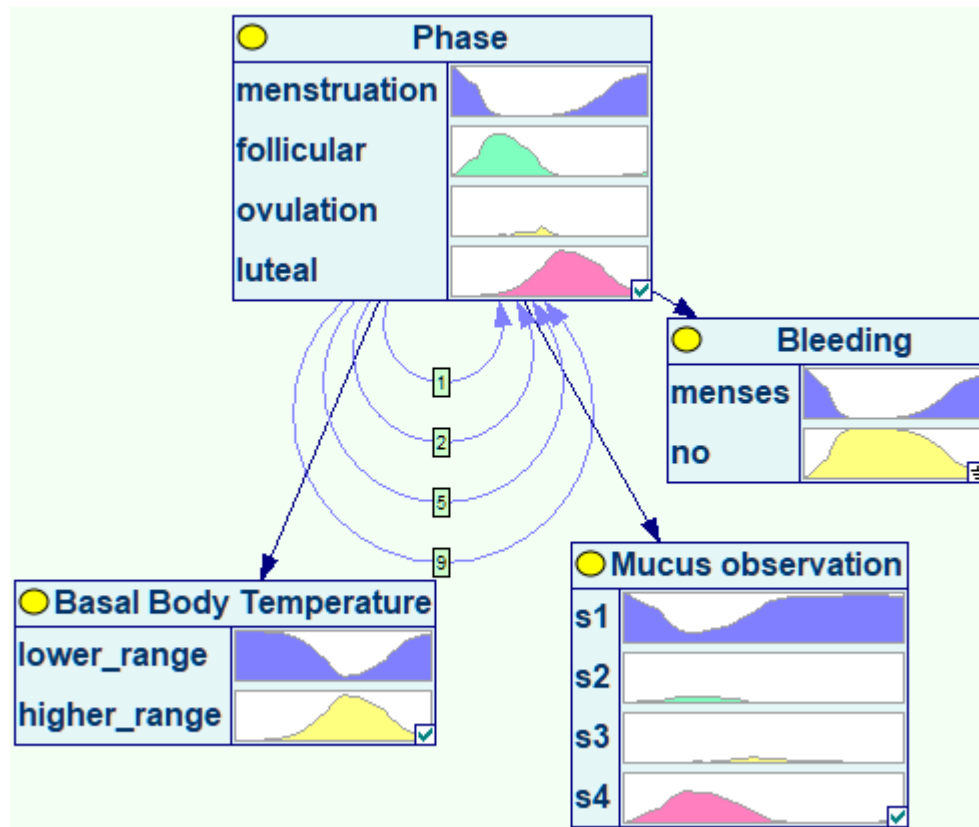 Phase
menstruation
follicular
ovulation
luteal
Bleeding
menses
no
1
2
5
9
Basal Body Temperature
lower_range
higher_range
Mucus observation
s1
s2
s3
s4